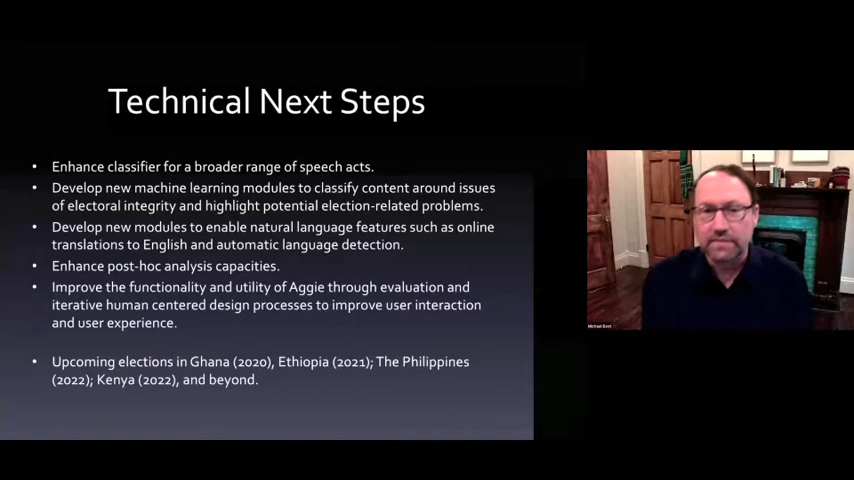 Technical Next Steps
• Enhance classifier for a broader range of speech acts.
• Develop new machine learning modules to classify content around issues
of electoral integrity and highlight potential election-related problems.
• Develop new modules to enable natural language features such as online
translations to English and automatic language detection.
• Enhance post-hoc analysis capacities.
• Improve the functionality and utility of Aggie through evaluation and
iterative human centered design processes to improve user interaction
and user experience.
• Upcoming elections in Ghana (2020), Ethiopia (2021); The Philippines
(2022); Kenya (2022), and beyond.
Michael Best